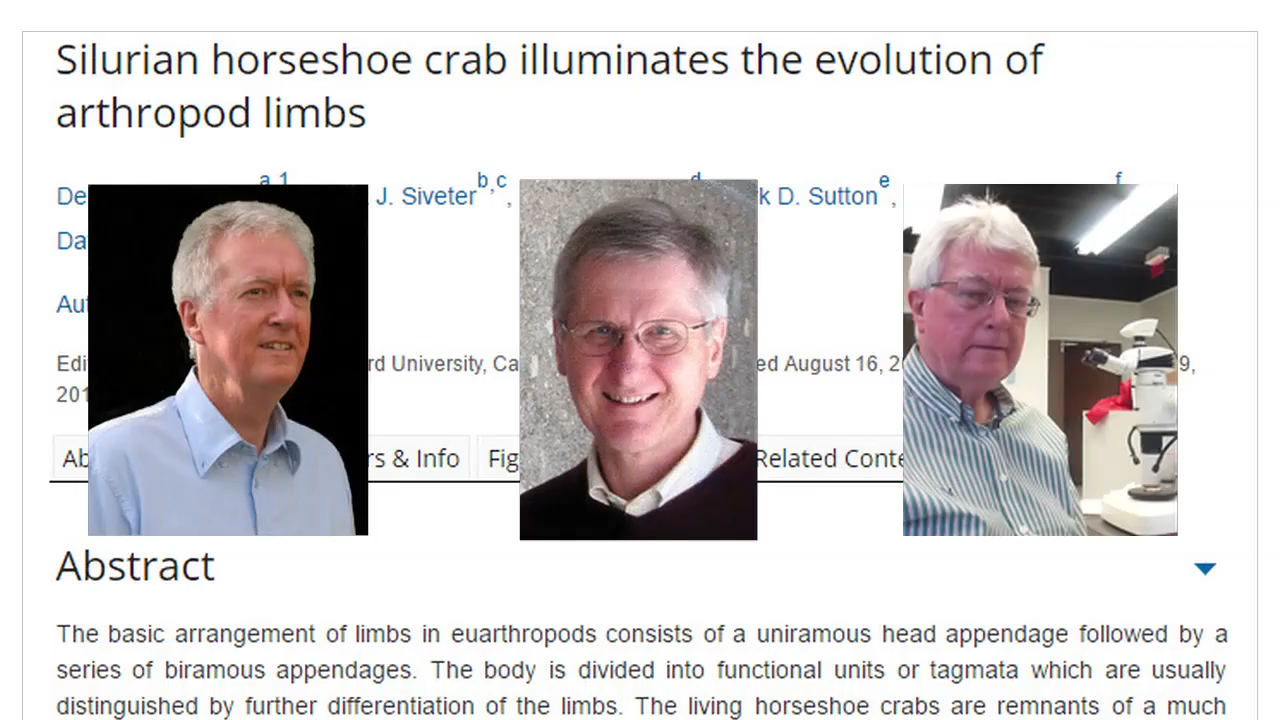 Silurian horseshoe crab illuminates the evolution of
arthropod limbs
De a,1 J. Siveter b,c, d k D. Sutton e, f
Da
Aut
Edi rd University, Ca ed August 16, 2 9,
201
Ab rs & Info Fig Related Conte
Abstract
The basic arrangement of limbs in euarthropods consists of a uniramous head appendage followed by a
series of biramous appendages. The body is divided into functional units or tagmata which are usually
distinguished by further differentiation of the limbs. The living horseshoe crabs are remnants of a much